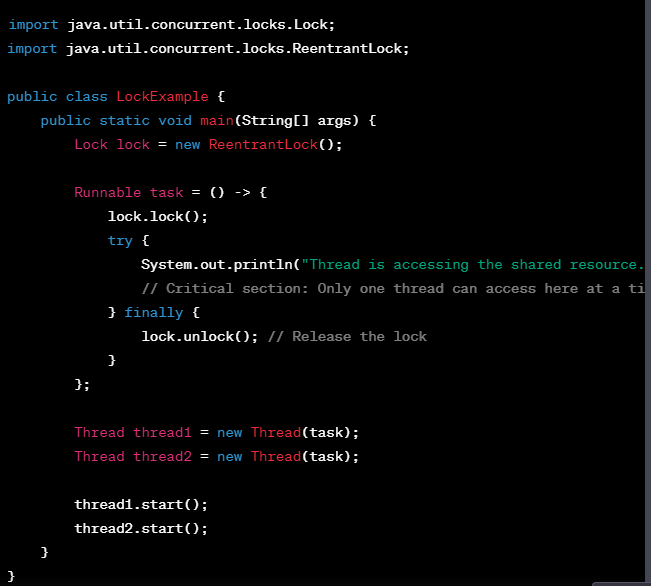 import java.util.concurrent.locks.Lock;
import java.util.concurrent.locks.ReentrantLock;

public class LockExample {
    public static void main(String[] args) {
        Lock lock = new ReentrantLock();

        Runnable task = () -> {
            lock.lock();
            try {
                System.out.println("Thread is accessing the shared resource.
                // Critical section: Only one thread can access here at a ti
            } finally {
                lock.unlock(); // Release the lock
            }
        };

        Thread thread1 = new Thread(task);
        Thread thread2 = new Thread(task);

        thread1.start();
        thread2.start();
    }
}